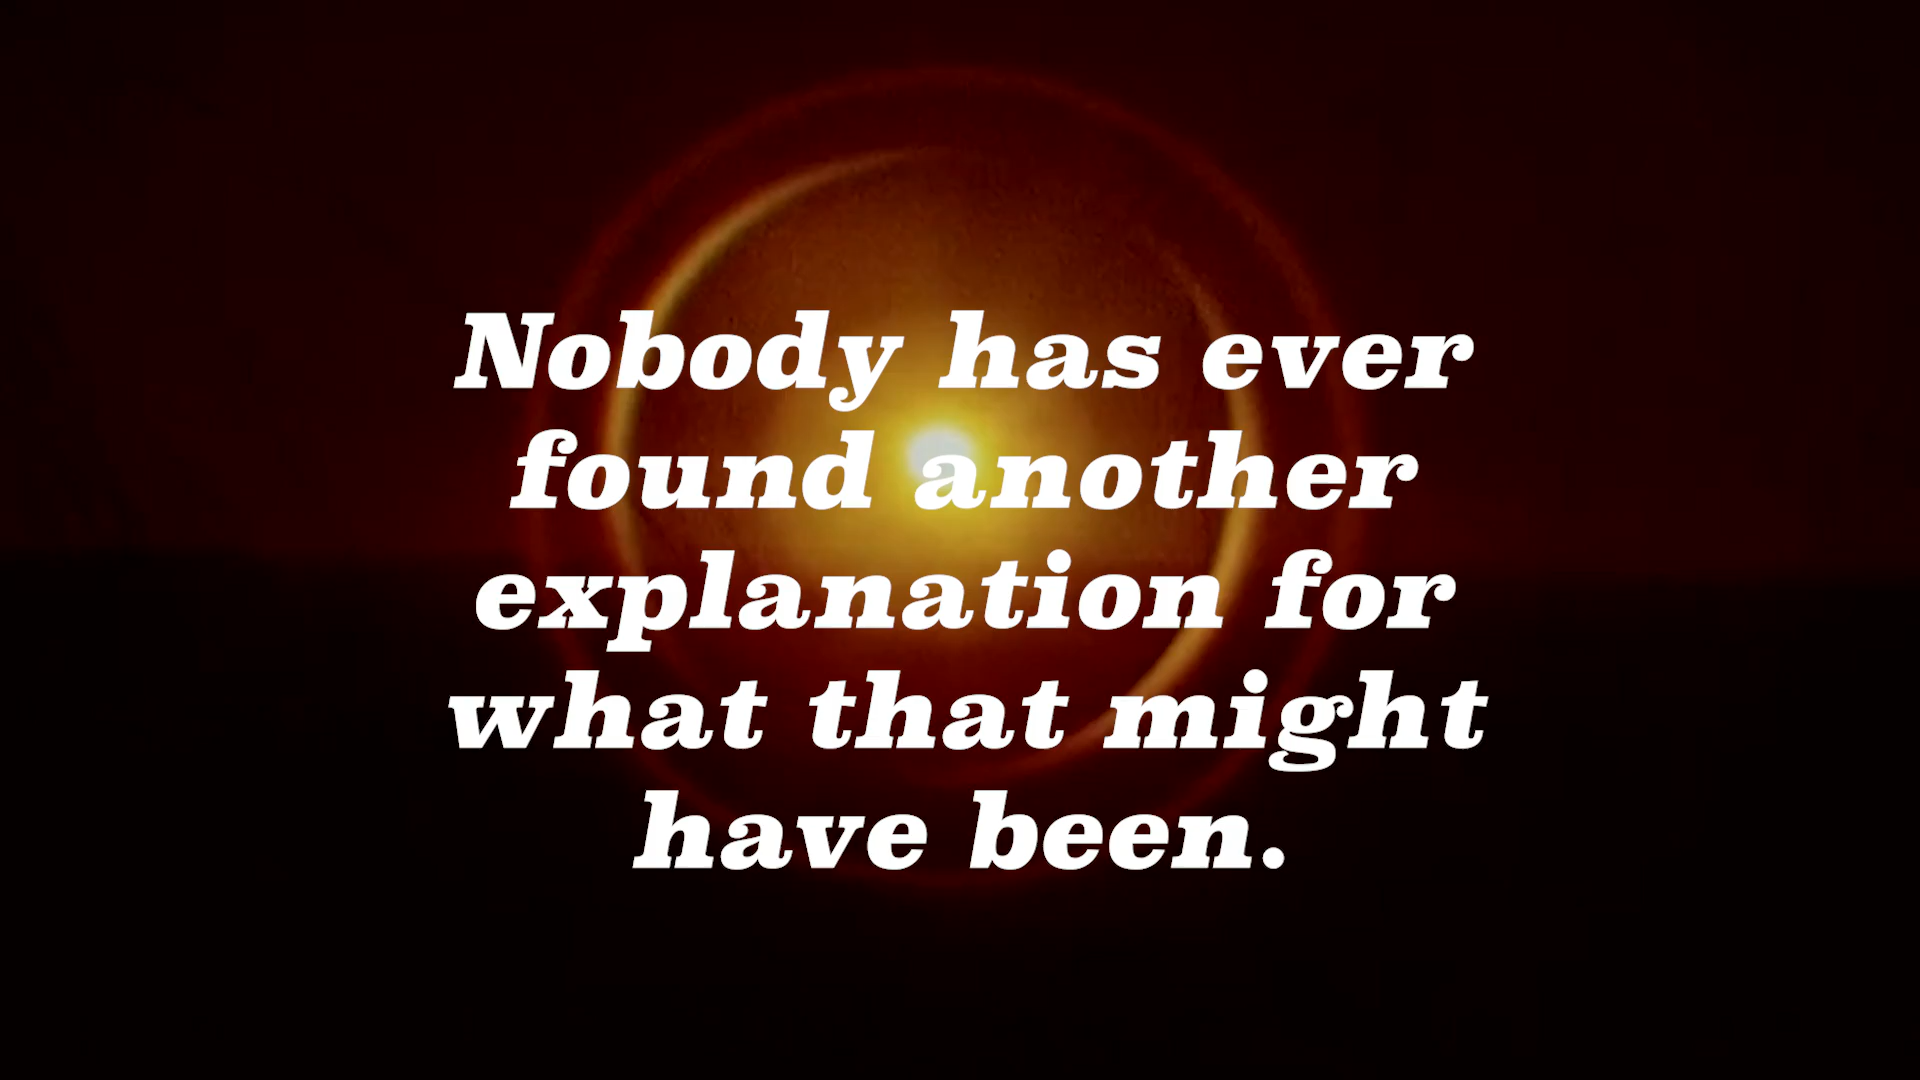 Nobody has ever
found another
explanation for
what that might
have been.